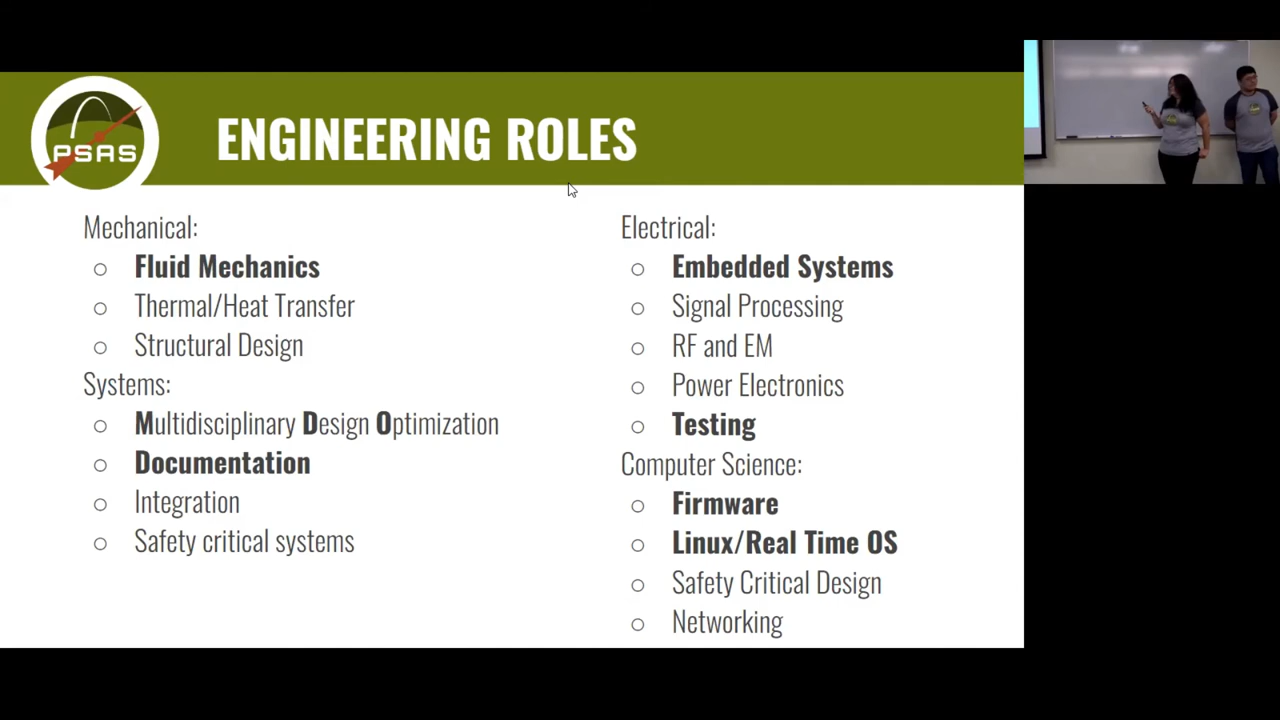 PSAS
ENGINEERING ROLES
Mechanical:
Fluid Mechanics
Thermal/Heat Transfer
Structural Design
Systems:
Multidisciplinary Design Optimization
Documentation
Integration
Safety critical systems
Electrical:
Embedded Systems
Signal Processing
RF and EM
Power Electronics
Testing
Computer Science:
Firmware
Linux/Real Time OS
Safety Critical Design
Networking